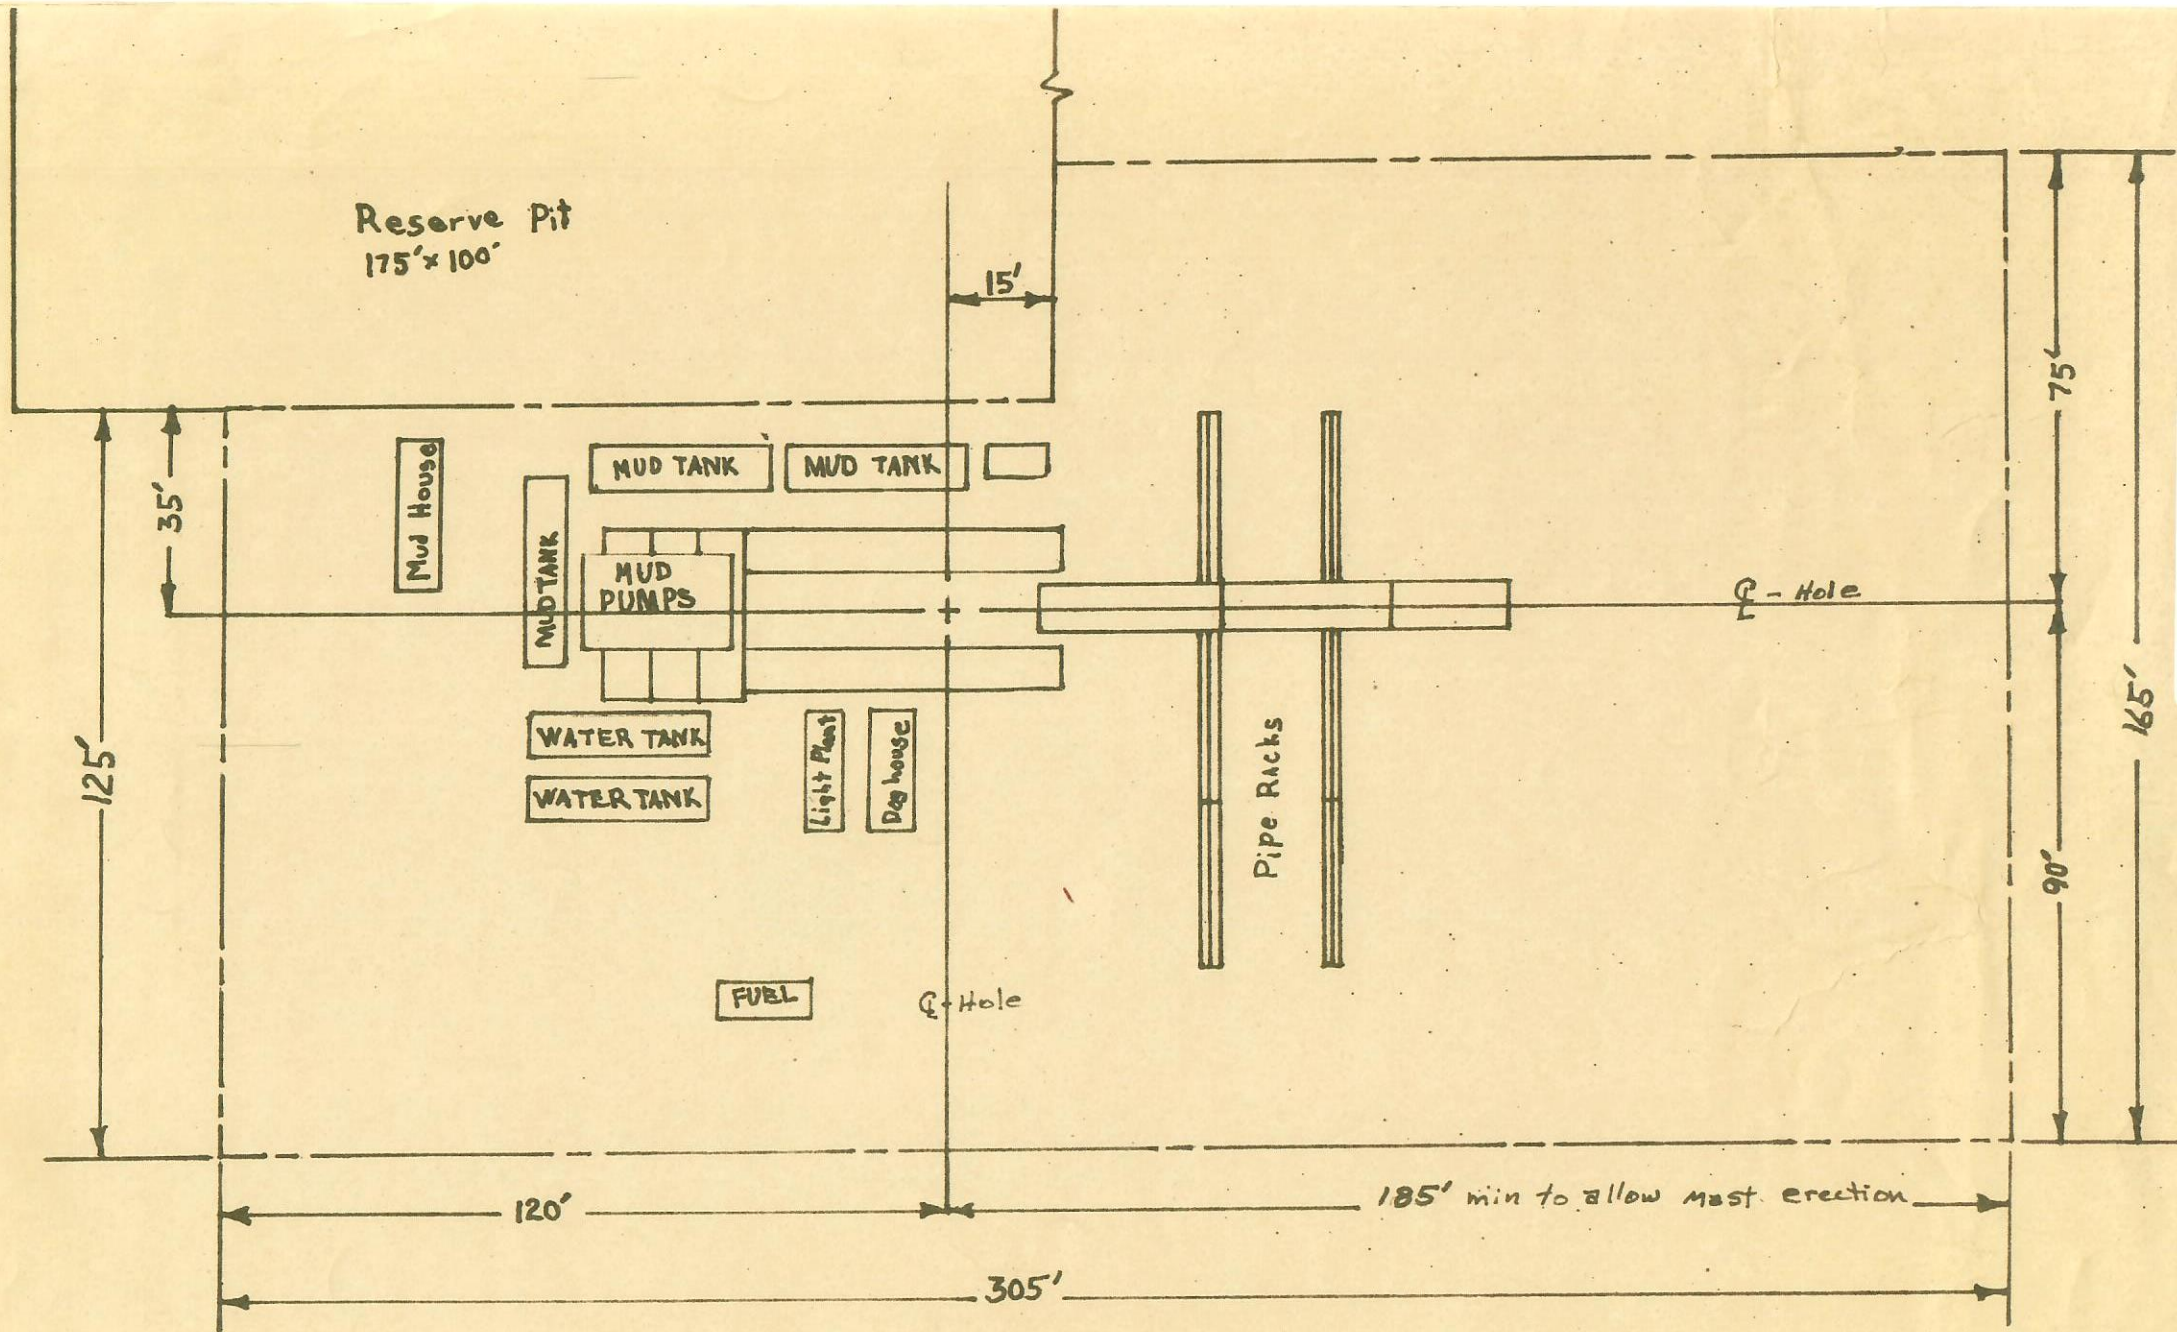 Reserve Pit
175'x 100'
15'
75'
165'
35'
Mud House
MUD TANK
MUD TANK
MUD TANK
MUD
PUMPS
℄ - Hole
125'
WATER TANK
WATER TANK
Light Plant
Dog house
Pipe Racks
90'
FUEL
℄ - Hole
120'
185' min to allow mast erection
305'